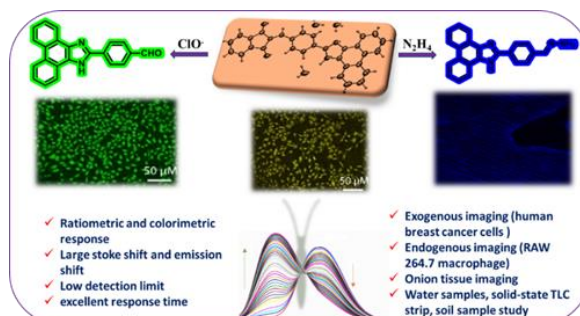 ClO⁻
N₂H₄
CHO
N
N
H
50 µM
50 µM
Ratiometric and colorimetric
response
Large stoke shift and emission
shift
Low detection limit
excellent response time
Exogenous imaging (human
breast cancer cells )
Endogenous imaging (RAW
264.7 macrophage)
Onion tissue imaging
Water samples, solid-state TLC
strip, soil sample study